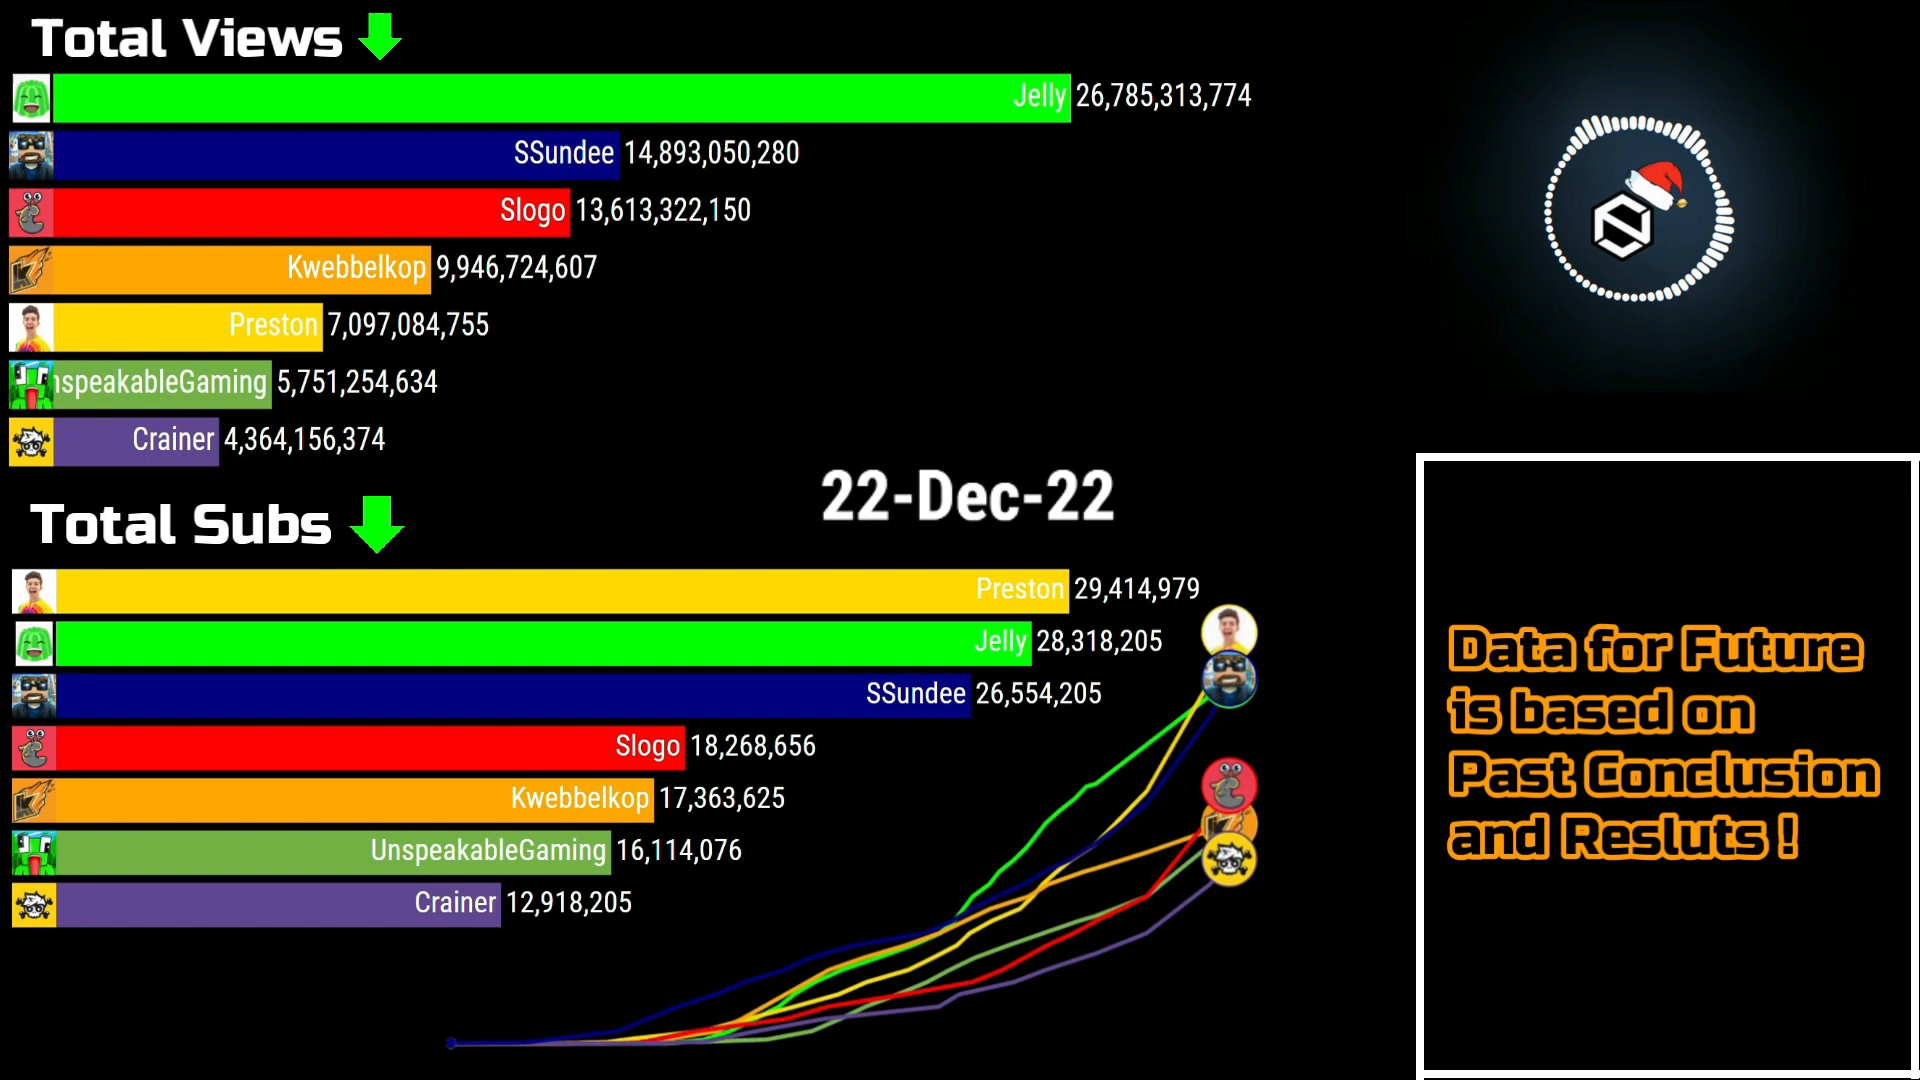 Total Views
Jelly 26,785,313,774
SSundee 14,893,050,280
Slogo 13,613,322,150
Kwebbelkop 9,946,724,607
Preston 7,097,084,755
nspeakableGaming 5,751,254,634
Crainer 4,364,156,374
22-Dec-22
Total Subs
Preston 29,414,979
Jelly 28,318,205
SSundee 26,554,205
Slogo 18,268,656
Kwebbelkop 17,363,625
UnspeakableGaming 16,114,076
Crainer 12,918,205
Data for Future
is based on
Past Conclusion
and Resluts !